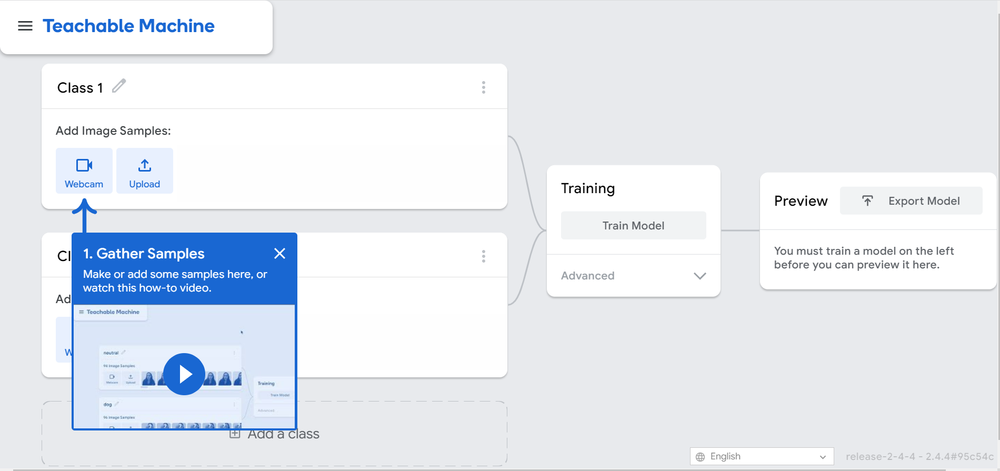 Teachable Machine
Class 1
Add Image Samples:
Webcam
Upload
Cl
1. Gather Samples
Make or add some samples here, or
watch this how-to video.
Ad
W
Teachable Machine
neutral
94 Image Samples
Webcam
Upload
Training
Train Model
Advanced
dog
96 Image Samples
Add a class
Training
Train Model
Advanced
Preview
Export Model
You must train a model on the left
before you can preview it here.
English
release-2-4-4 - 2.4.4#95c54c